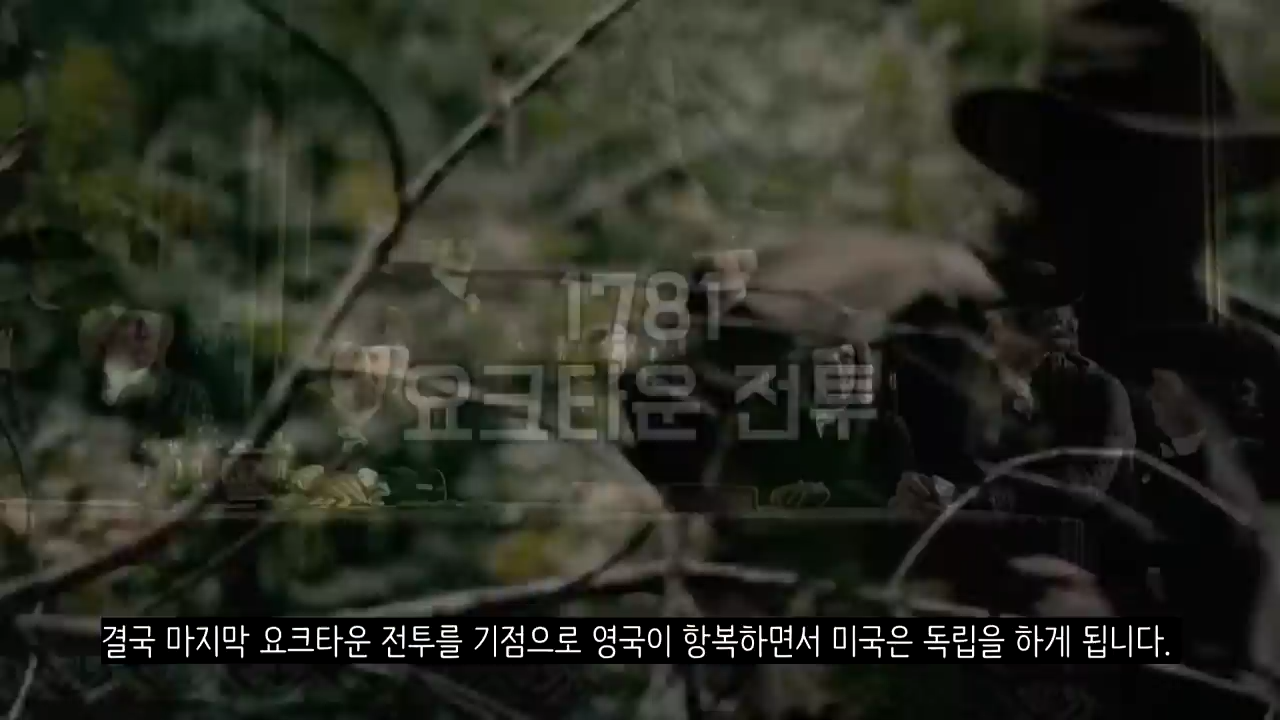 1781
요크타운 전투
결국 마지막 요크타운 전투를 기점으로 영국이 항복하면서 미국은 독립을 하게 됩니다.